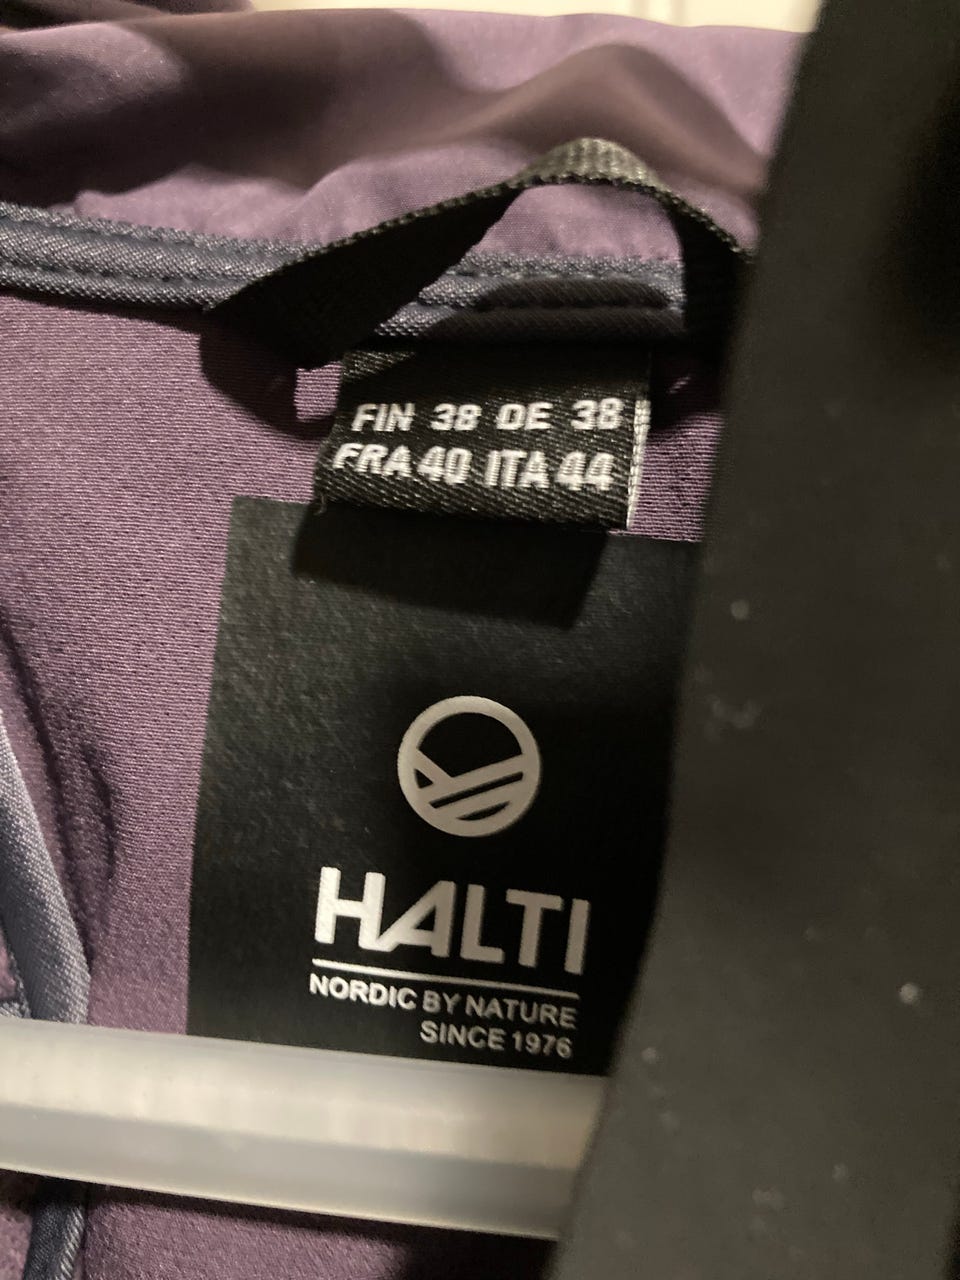 FIN 38 DE 38
FRA 40 ITA 44
HALTI
NORDIC BY NATURE
SINCE 1976